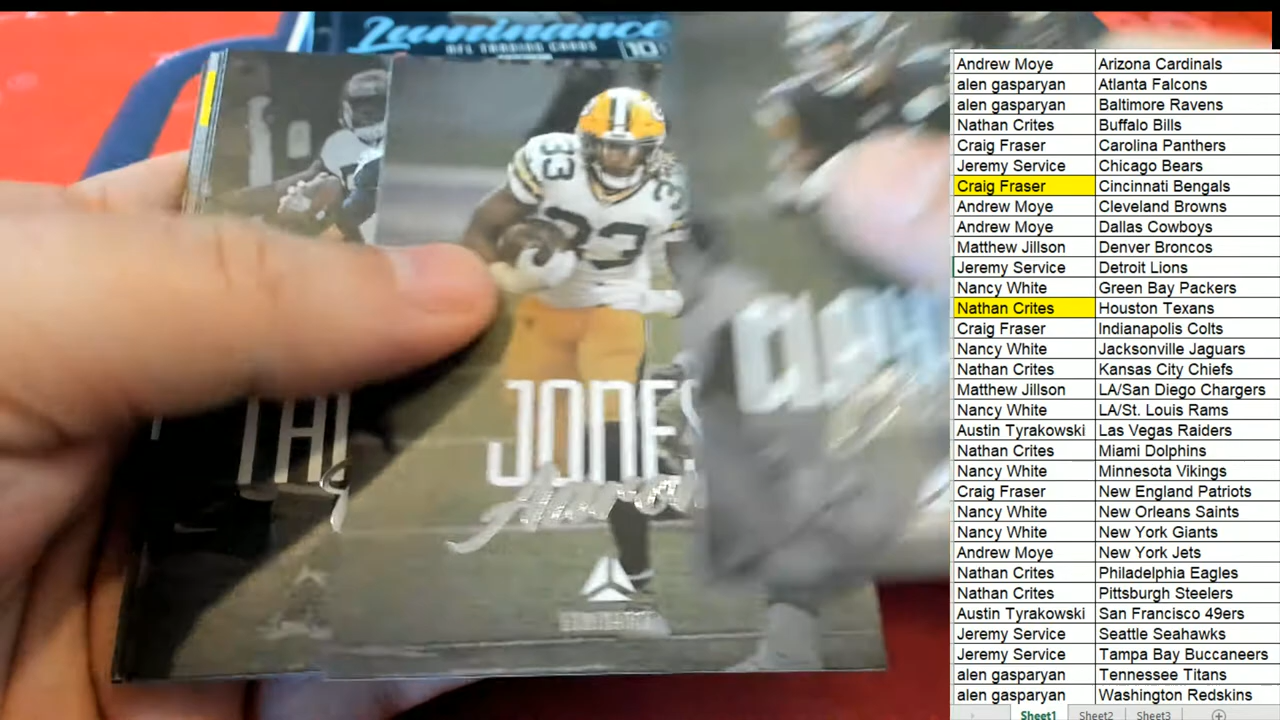 Luminance
NFL TRADING CARDS
10
33
33
JONES
Aaron
LUMINANCE
Andrew Moye Arizona Cardinals
alen gasparyan Atlanta Falcons
alen gasparyan Baltimore Ravens
Nathan Crites Buffalo Bills
Craig Fraser Carolina Panthers
Jeremy Service Chicago Bears
Craig Fraser Cincinnati Bengals
Andrew Moye Cleveland Browns
Andrew Moye Dallas Cowboys
Matthew Jillson Denver Broncos
Jeremy Service Detroit Lions
Nancy White Green Bay Packers
Nathan Crites Houston Texans
Craig Fraser Indianapolis Colts
Nancy White Jacksonville Jaguars
Nathan Crites Kansas City Chiefs
Matthew Jillson LA/San Diego Chargers
Nancy White LA/St. Louis Rams
Austin Tyrakowski Las Vegas Raiders
Nathan Crites Miami Dolphins
Nancy White Minnesota Vikings
Craig Fraser New England Patriots
Nancy White New Orleans Saints
Nancy White New York Giants
Andrew Moye New York Jets
Nathan Crites Philadelphia Eagles
Nathan Crites Pittsburgh Steelers
Austin Tyrakowski San Francisco 49ers
Jeremy Service Seattle Seahawks
Jeremy Service Tampa Bay Buccaneers
alen gasparyan Tennessee Titans
alen gasparyan Washington Redskins
Sheet1 Sheet2 Sheet3